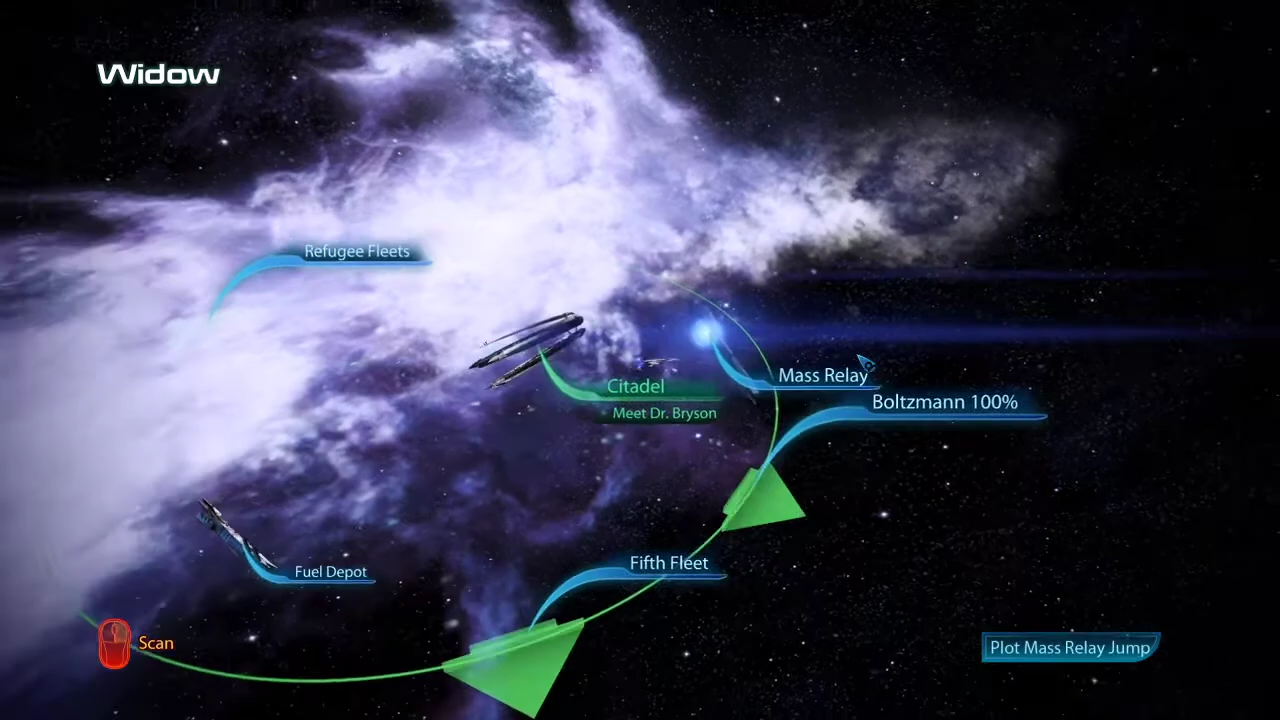 Widow
Refugee Fleets
Citadel
Meet Dr. Bryson
Mass Relay
Boltzmann 100%
Fifth Fleet
Fuel Depot
Scan
Plot Mass Relay Jump